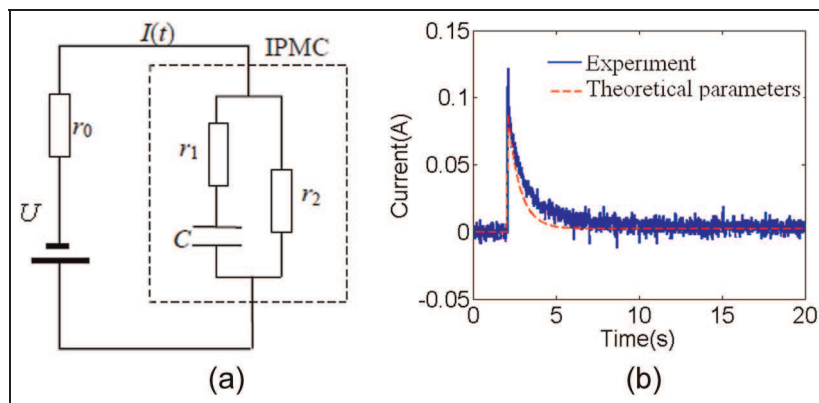 I(t)
IPMC
r0
r1
r2
U
C
(a)
0.15
0.1
0.05
0
-0.05
Current(A)
Experiment
Theoretical parameters
0 5 10 15 20
Time(s)
(b)